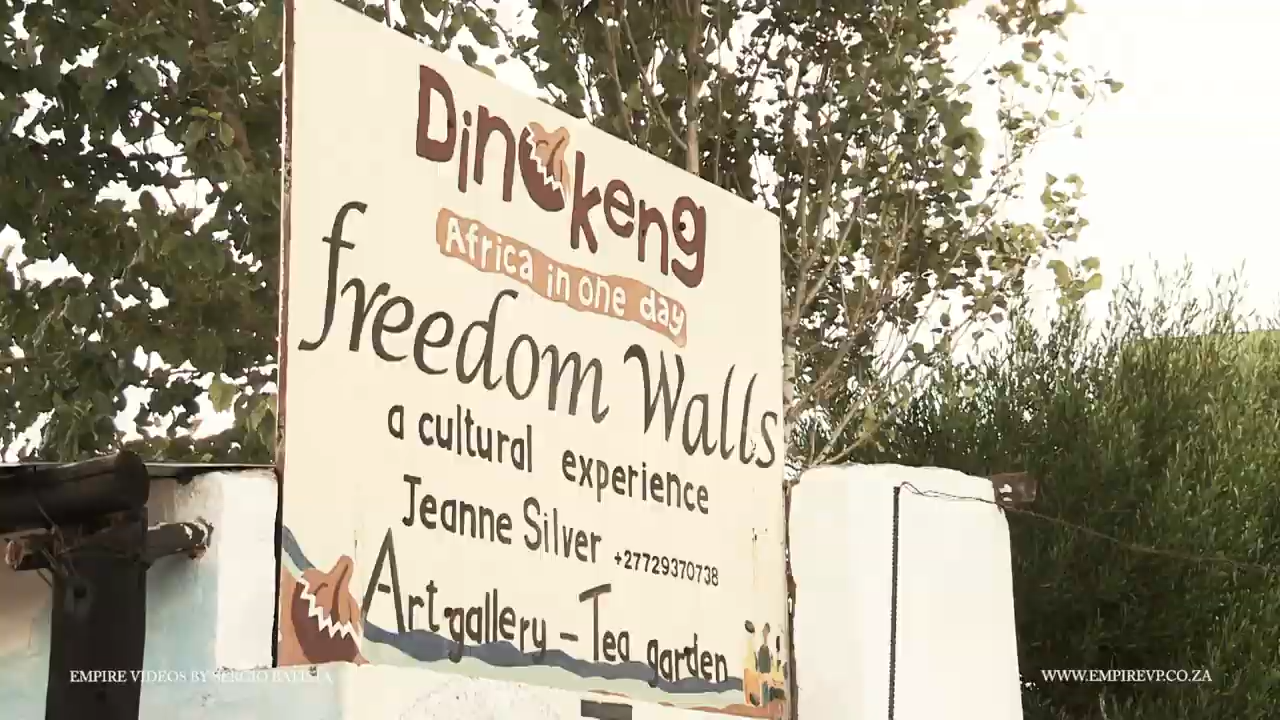 Dinokeng
Africa in one day
freedom Walls
a cultural experience
Jeanne Silver +27729370738
Art gallery – Tea garden
EMPIRE VIDEOS BY SERGIO BATISTA
WWW.EMPIREVP.CO.ZA